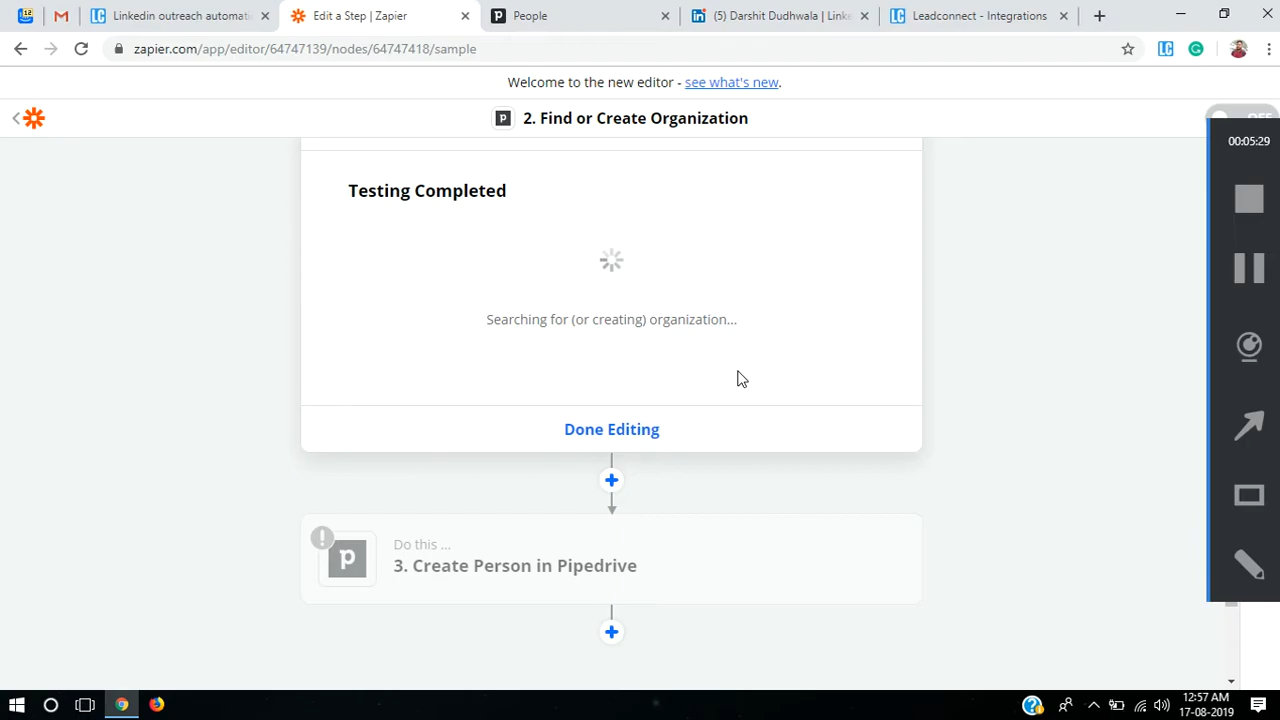 Linkedin outreach automati
Edit a Step | Zapier
People
(5) Darshit Dudhwala | Linke
Leadconnect - Integrations
zapier.com/app/editor/64747139/nodes/64747418/sample
Welcome to the new editor - see what's new.
2. Find or Create Organization
OFF
00:05:29
Testing Completed
Searching for (or creating) organization...
Done Editing
Do this ...
3. Create Person in Pipedrive
12:57 AM
17-08-2019